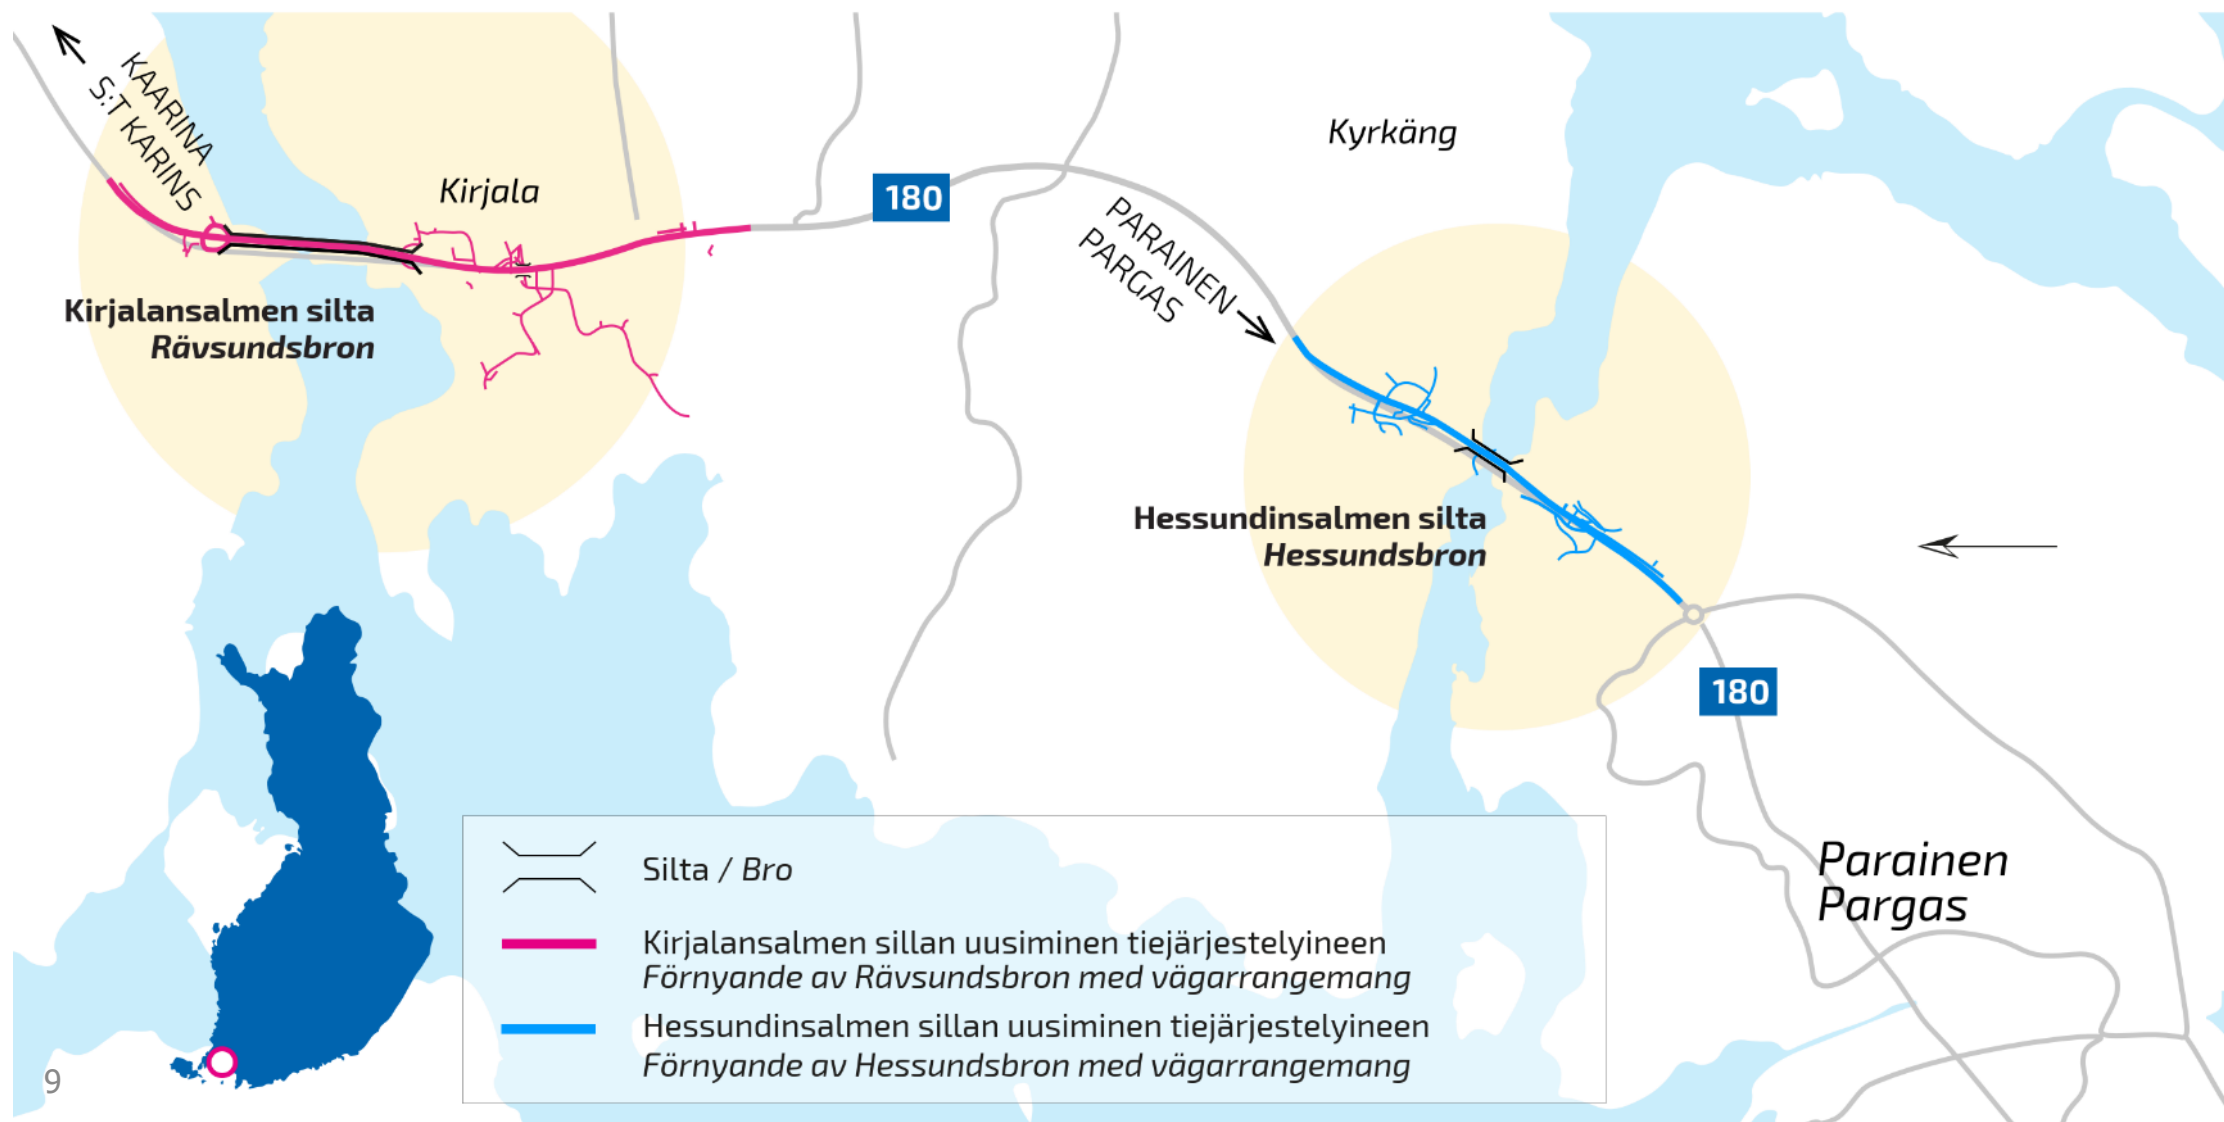 KAARINA
S:T KARINS
Kirjala
180
Kyrkäng
PARAINEN
PARGAS
Kirjalansalmen silta
Rävsundsbron
Hessundinsalmen silta
Hessundsbron
180
Parainen
Pargas
Silta / Bro
Kirjalansalmen sillan uusiminen tiejärjestelyineen
Förnyande av Rävsundsbron med vägarrangemang
Hessundinsalmen sillan uusiminen tiejärjestelyineen
Förnyande av Hessundsbron med vägarrangemang
9